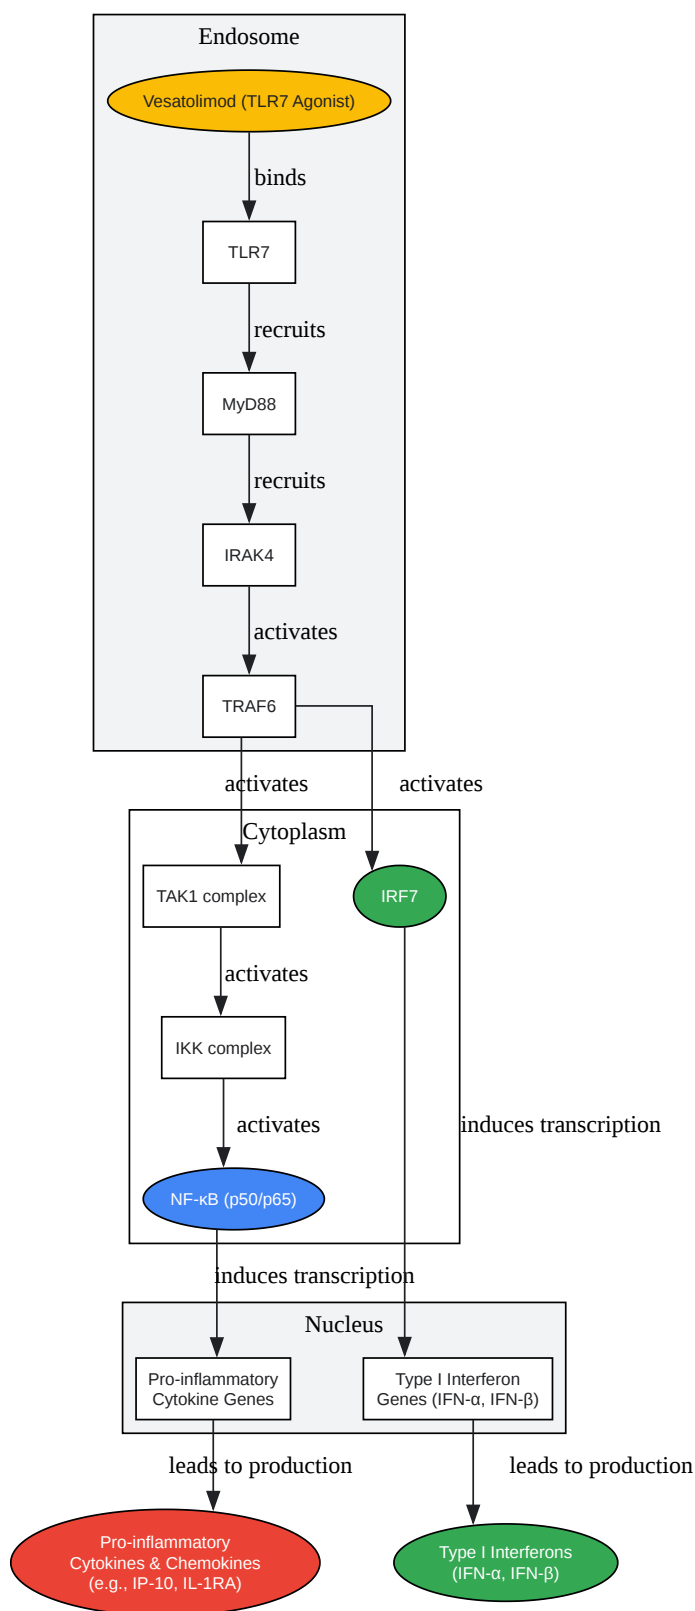 Endosome
Vesatolimod (TLR7 Agonist)
binds
TLR7
recruits
MyD88
recruits
IRAK4
activates
TRAF6
activates
activates
Cytoplasm
TAK1 complex
IRF7
activates
IKK complex
activates
induces transcription
NF-κB (p50/p65)
induces transcription
Nucleus
Pro-inflammatory
Cytokine Genes
Type I Interferon
Genes (IFN-α, IFN-β)
leads to production
leads to production
Pro-inflammatory
Cytokines & Chemokines
(e.g., IP-10, IL-1RA)
Type I Interferons
(IFN-α, IFN-β)